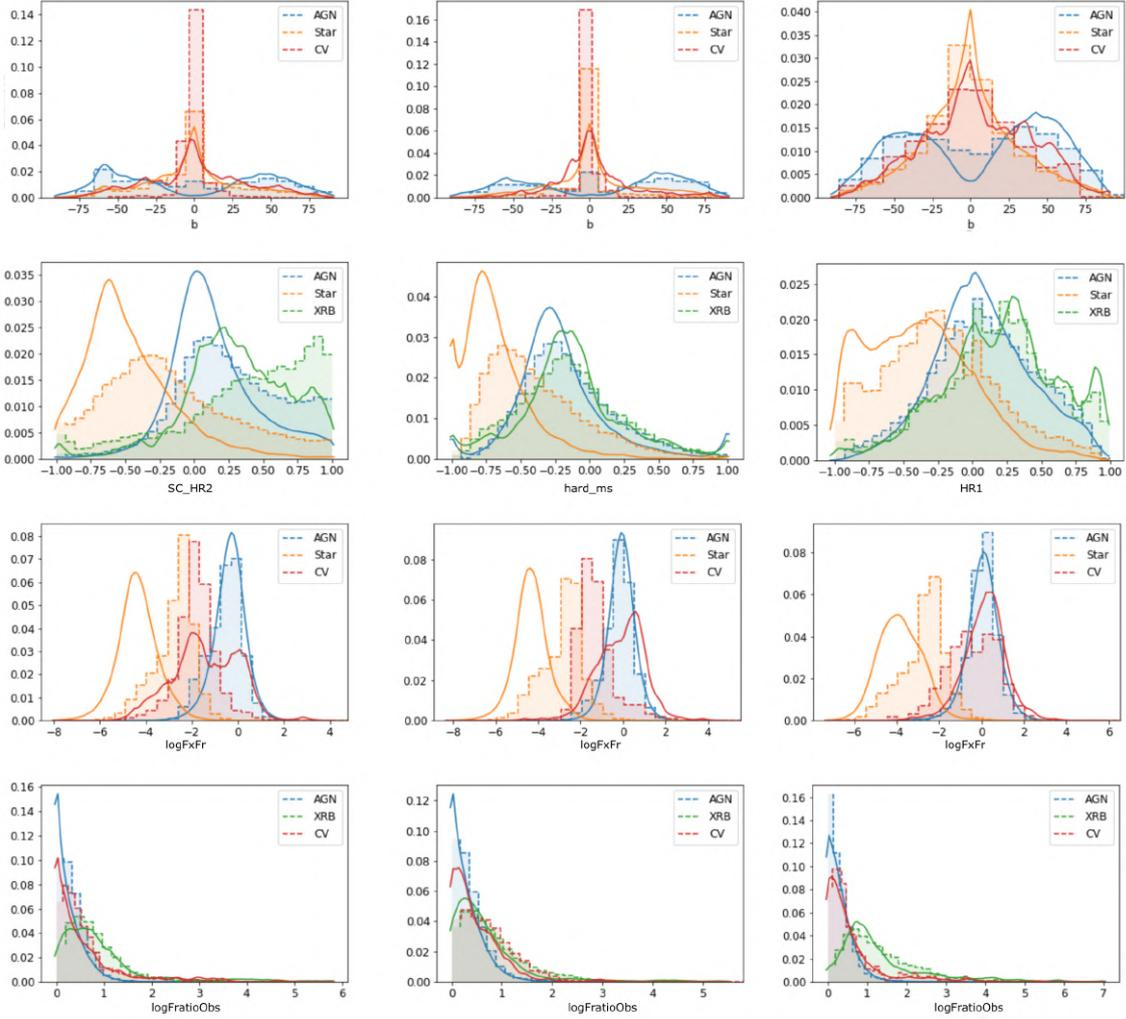 0.14
0.12
0.10
0.08
0.06
0.04
0.02
0.00
−75 −50 −25 0 25 50 75
b
AGN
Star
CV
0.16
0.14
0.12
0.10
0.08
0.06
0.04
0.02
0.00
−75 −50 −25 0 25 50 75
b
AGN
Star
CV
0.040
0.035
0.030
0.025
0.020
0.015
0.010
0.005
0.000
−75 −50 −25 0 25 50 75
b
AGN
Star
CV
0.035
0.030
0.025
0.020
0.015
0.010
0.005
0.000
−1.00 −0.75 −0.50 −0.25 0.00 0.25 0.50 0.75 1.00
SC_HR2
AGN
Star
XRB
0.04
0.03
0.02
0.01
0.00
−1.00 −0.75 −0.50 −0.25 0.00 0.25 0.50 0.75 1.00
hard_ms
AGN
Star
XRB
0.025
0.020
0.015
0.010
0.005
0.000
−1.00 −0.75 −0.50 −0.25 0.00 0.25 0.50 0.75 1.00
HR1
AGN
Star
XRB
0.08
0.07
0.06
0.05
0.04
0.03
0.02
0.01
0.00
−8 −6 −4 −2 0 2 4
logFxFr
AGN
Star
CV
0.08
0.06
0.04
0.02
0.00
−8 −6 −4 −2 0 2 4
logFxFr
AGN
Star
CV
0.08
0.06
0.04
0.02
0.00
−6 −4 −2 0 2 4 6
logFxFr
AGN
Star
CV
0.16
0.14
0.12
0.10
0.08
0.06
0.04
0.02
0.00
0 1 2 3 4 5 6
logFratioObs
AGN
XRB
CV
0.12
0.10
0.08
0.06
0.04
0.02
0.00
0 1 2 3 4 5
logFratioObs
AGN
XRB
CV
0.16
0.14
0.12
0.10
0.08
0.06
0.04
0.02
0.00
0 1 2 3 4 5 6 7
logFratioObs
AGN
XRB
CV